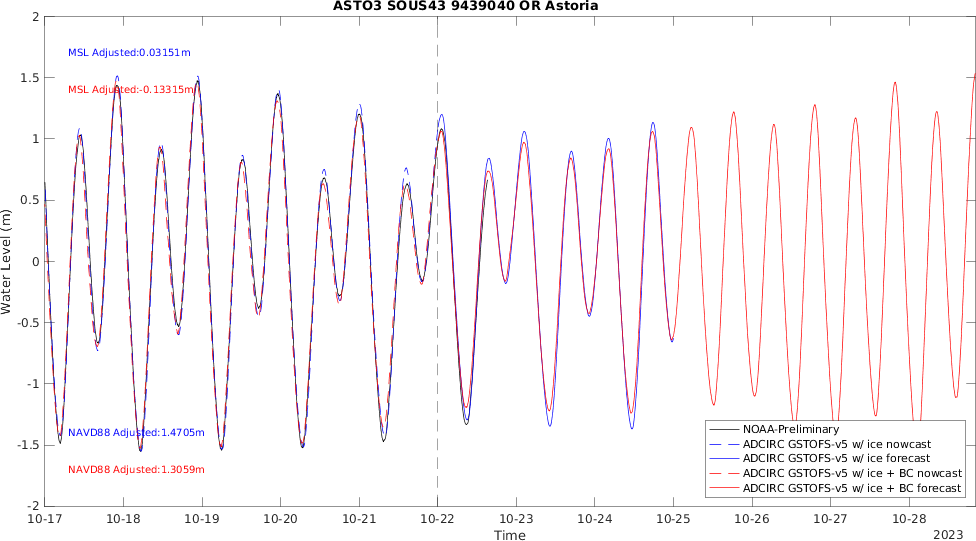 ASTO3 SOUS43 9439040 OR Astoria
2
MSL Adjusted:0.03151m
1.5
MSL Adjusted:-0.13315m
1
0.5
0
-0.5
-1
NAVD88 Adjusted:1.4705m
-1.5
NAVD88 Adjusted:1.3059m
-2
Water Level (m)
NOAA-Preliminary
ADCIRC GSTOFS-v5 w/ ice nowcast
ADCIRC GSTOFS-v5 w/ ice forecast
ADCIRC GSTOFS-v5 w/ ice + BC nowcast
ADCIRC GSTOFS-v5 w/ ice + BC forecast
10-17 10-18 10-19 10-20 10-21 10-22 10-23 10-24 10-25 10-26 10-27 10-28
Time
2023